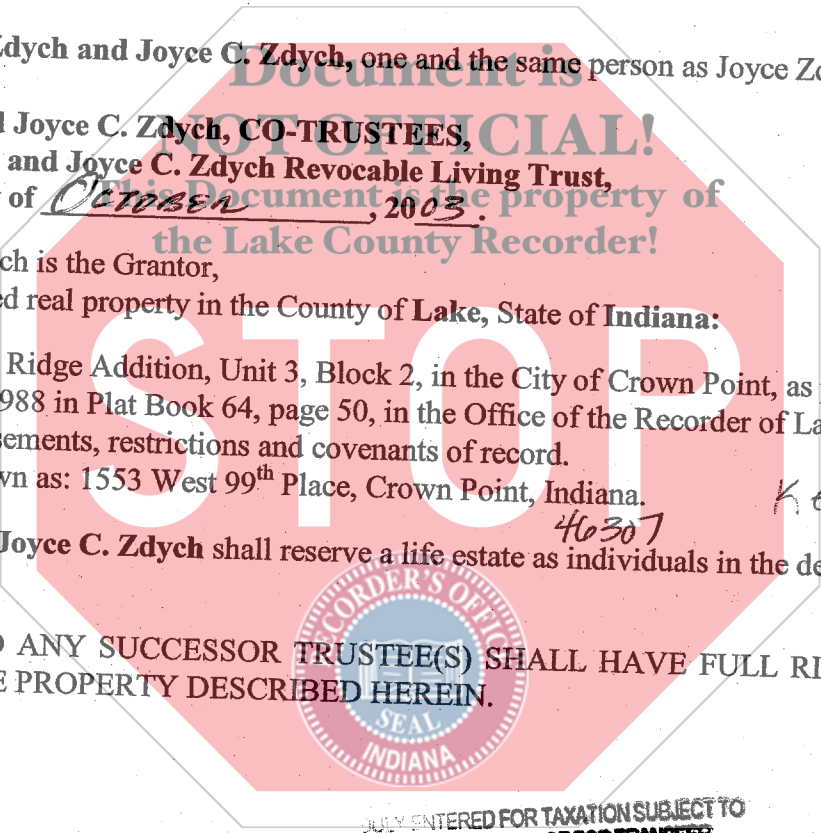 Zdych and Joyce C. Zdych, one and the same person as Joyce Zd
Document is
Joyce C. Zdych, CO-TRUSTEES,
NOT OFFICIAL!
and Joyce C. Zdych Revocable Living Trust,
of October, 2003.
This Document is the property of
the Lake County Recorder!
ch is the Grantor,
ed real property in the County of Lake, State of Indiana:
Ridge Addition, Unit 3, Block 2, in the City of Crown Point, as
988 in Plat Book 64, page 50, in the Office of the Recorder of La
sements, restrictions and covenants of record.
wn as: 1553 West 99th Place, Crown Point, Indiana.
46307
STOP
Joyce C. Zdych shall reserve a life estate as individuals in the de
ANY SUCCESSOR TRUSTEE(S) SHALL HAVE FULL RI
E PROPERTY DESCRIBED HEREIN.
RECORDER'S OFFICE
SEAL
INDIANA
DULY ENTERED FOR TAXATION SUBJECT TO